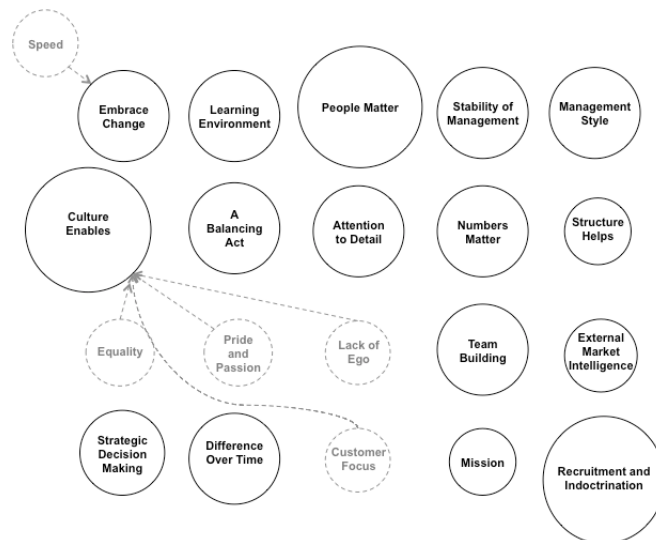 Speed
Embrace
Change
Learning
Environment
People Matter
Stability of
Management
Management
Style
Culture
Enables
A
Balancing
Act
Attention
to Detail
Numbers
Matter
Structure
Helps
Equality
Pride
and
Passion
Lack of
Ego
Team
Building
External
Market
Intelligence
Strategic
Decision
Making
Difference
Over Time
Customer
Focus
Mission
Recruitment and
Indoctrination